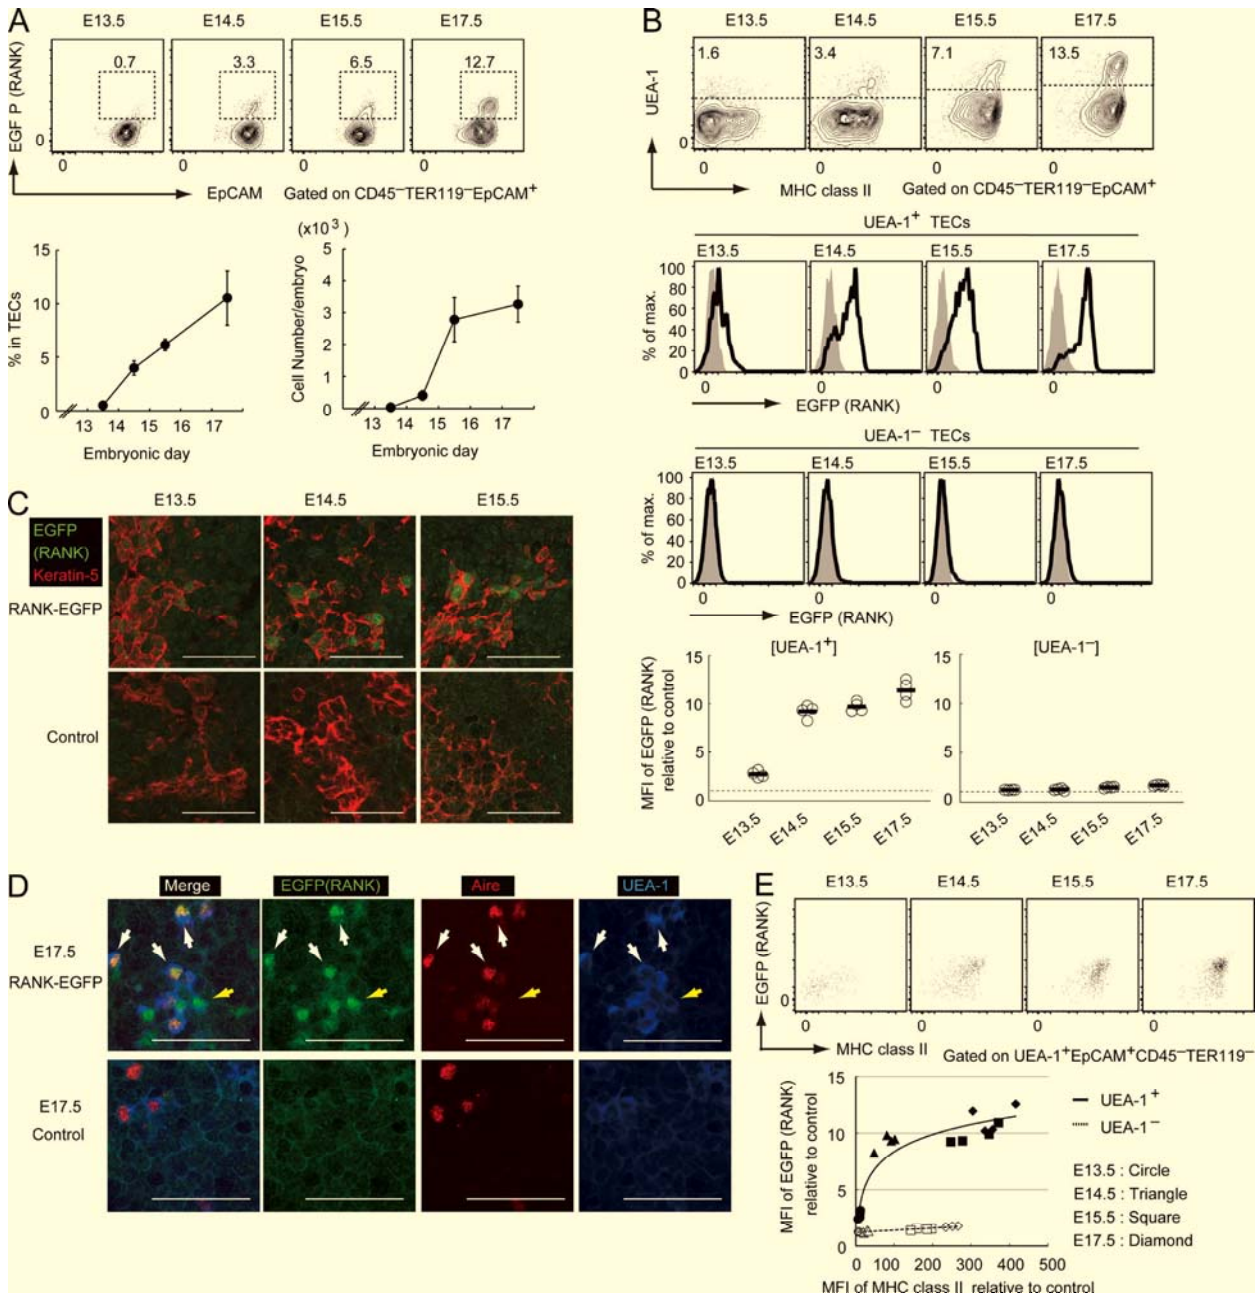 A
E13.5 E14.5 E15.5 E17.5
EGF P (RANK)
0.7 3.3 6.5 12.7
0
0 0 0 0
EpCAM Gated on CD45⁻TER119⁻EpCAM⁺
% in TECs
15
10
5
0
13 14 15 16 17
Embryonic day
(x10³)
Cell Number/embryo
5
4
3
2
1
0
13 14 15 16 17
Embryonic day
B
E13.5 E14.5 E15.5 E17.5
UEA-1
1.6 3.4 7.1 13.5
0
0 0 0 0
MHC class II Gated on CD45⁻TER119⁻EpCAM⁺
UEA-1⁺ TECs
E13.5 E14.5 E15.5 E17.5
% of max.
100
80
60
40
20
0
0 0 0 0
EGFP (RANK)
UEA-1⁻ TECs
E13.5 E14.5 E15.5 E17.5
% of max.
100
80
60
40
20
0
0 0 0 0
EGFP (RANK)
[UEA-1⁺] [UEA-1⁻]
MFI of EGFP (RANK)
relative to control
15 15
10 10
5 5
0 0
E13.5 E14.5 E15.5 E17.5 E13.5 E14.5 E15.5 E17.5
C
E13.5 E14.5 E15.5
EGFP
(RANK)
Keratin-5
RANK-EGFP
Control
D
Merge EGFP(RANK) Aire UEA-1
E17.5
RANK-EGFP
E17.5
Control
E
E13.5 E14.5 E15.5 E17.5
EGFP (RANK)
0
0 0 0 0
MHC class II Gated on UEA-1⁺EpCAM⁺CD45⁻TER119⁻
MFI of EGFP (RANK)
relative to control
15
10
5
0
0 100 200 300 400 500
MFI of MHC class II relative to control
UEA-1⁺
UEA-1⁻
E13.5 : Circle
E14.5 : Triangle
E15.5 : Square
E17.5 : Diamond